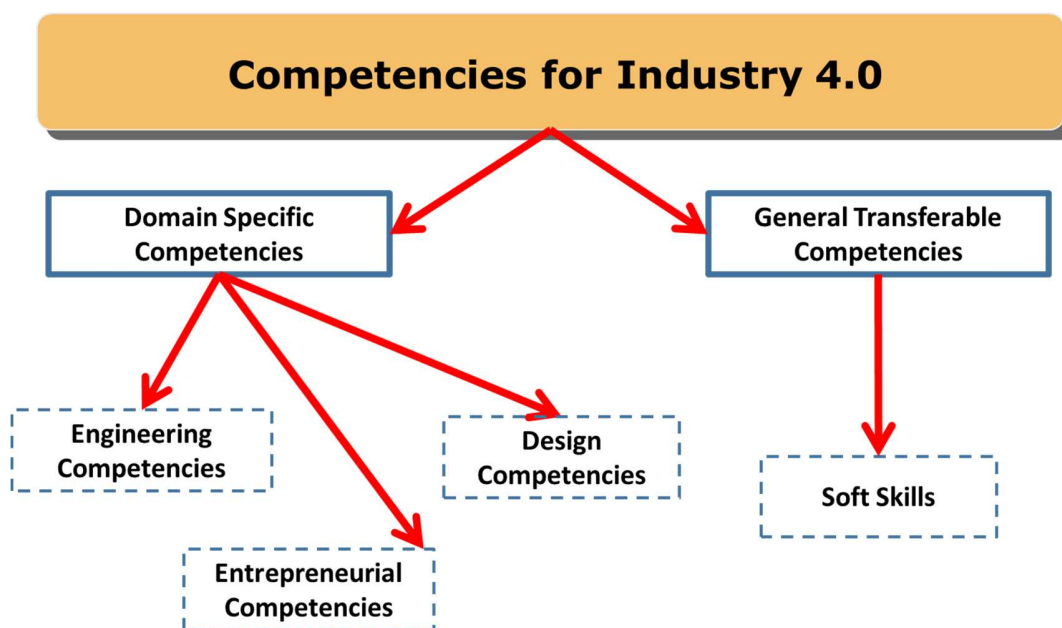 Competencies for Industry 4.0
Domain Specific
Competencies
General Transferable
Competencies
Engineering
Competencies
Design
Competencies
Soft Skills
Entrepreneurial
Competencies